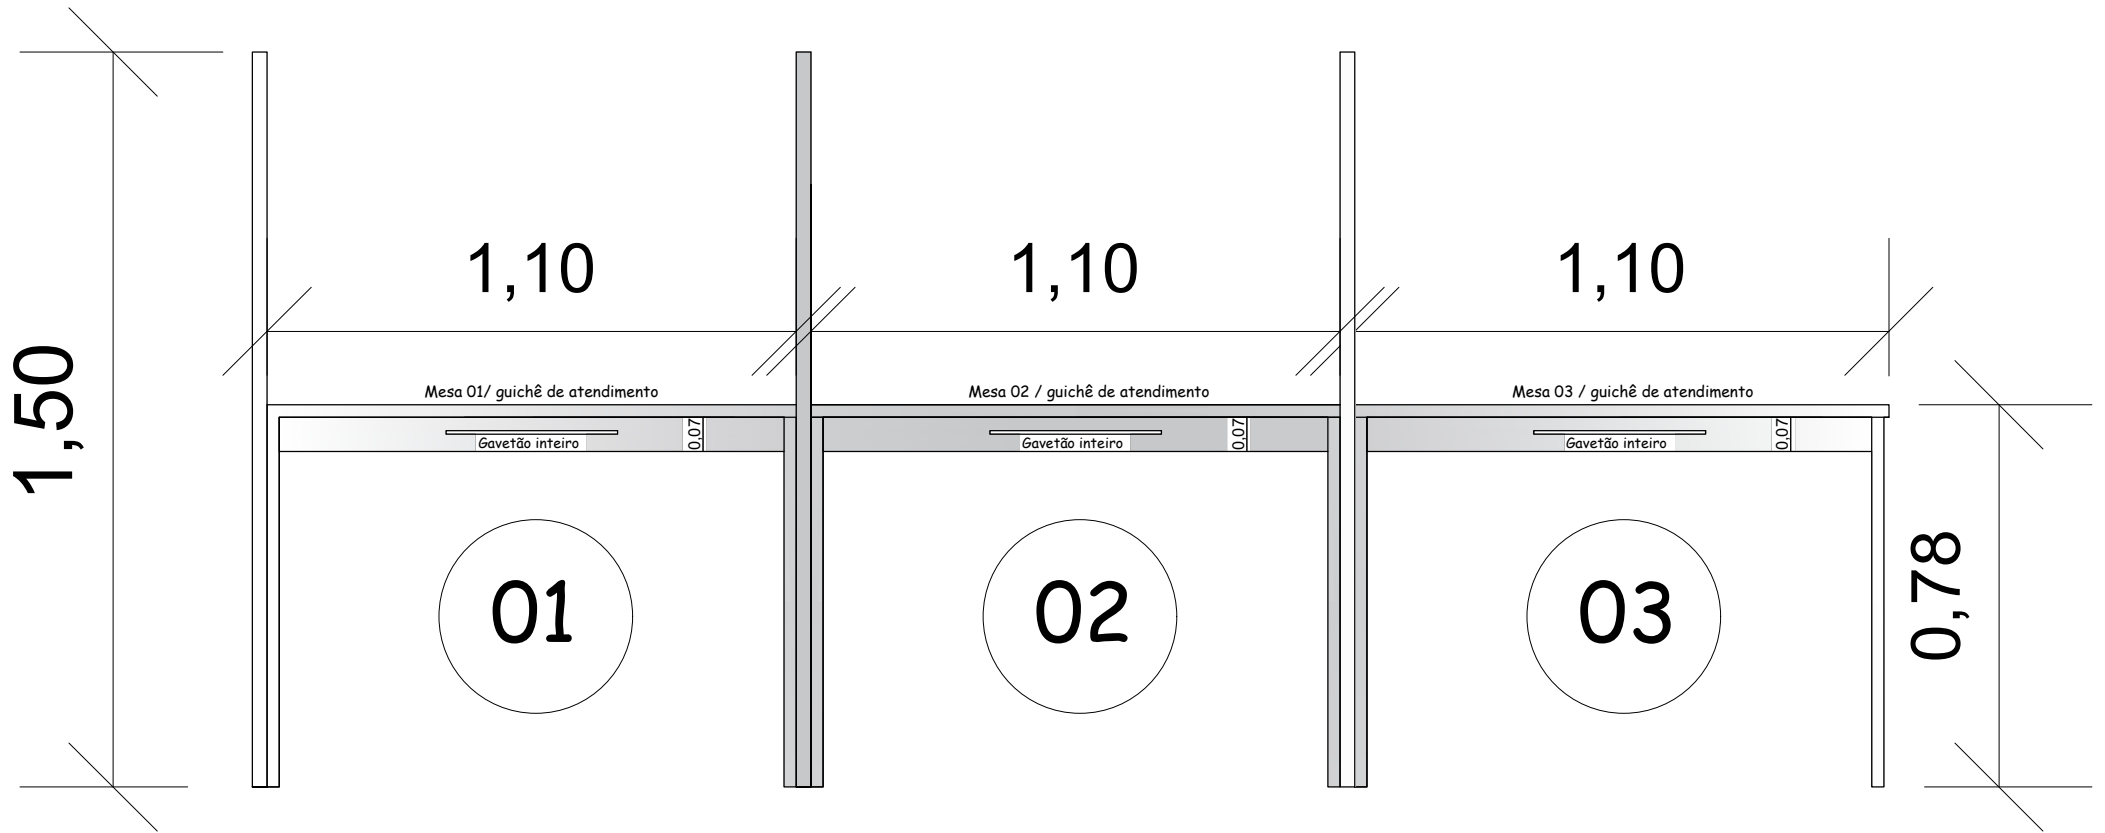 1,10
1,10
1,10
1,50
Mesa 01/ guichê de atendimento
Mesa 02 / guichê de atendimento
Mesa 03 / guichê de atendimento
Gavetão inteiro
0,07
Gavetão inteiro
0,07
Gavetão inteiro
0,07
01
02
03
0,78